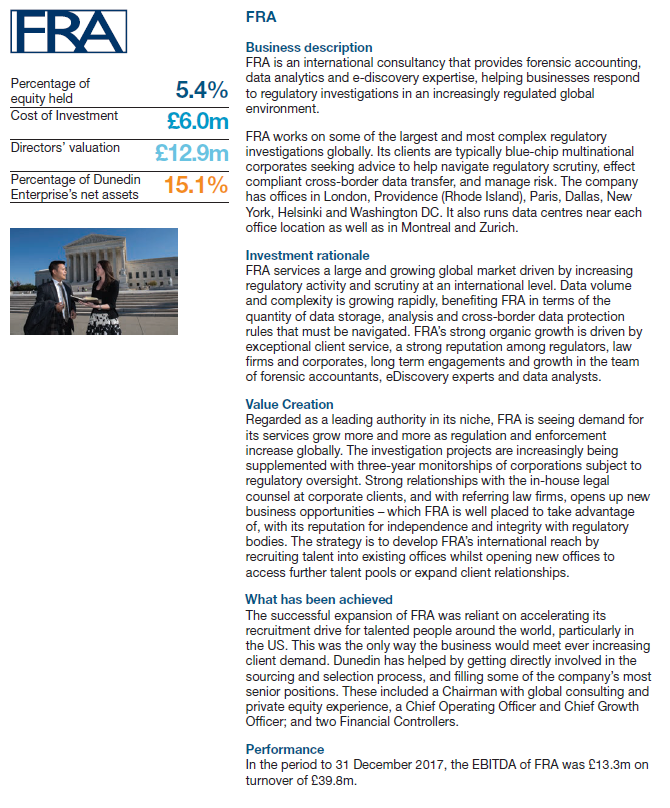 FRA
Percentage of
equity held
5.4%
Cost of Investment
£6.0m
Directors' valuation
£12.9m
Percentage of Dunedin
Enterprise's net assets
15.1%
FRA
Business description
FRA is an international consultancy that provides forensic accounting,
data analytics and e-discovery expertise, helping businesses respond
to regulatory investigations in an increasingly regulated global
environment.
FRA works on some of the largest and most complex regulatory
investigations globally. Its clients are typically blue-chip multinational
corporates seeking advice to help navigate regulatory scrutiny, effect
compliant cross-border data transfer, and manage risk. The company
has offices in London, Providence (Rhode Island), Paris, Dallas, New
York, Helsinki and Washington DC. It also runs data centres near each
office location as well as in Montreal and Zurich.
Investment rationale
FRA services a large and growing global market driven by increasing
regulatory activity and scrutiny at an international level. Data volume
and complexity is growing rapidly, benefiting FRA in terms of the
quantity of data storage, analysis and cross-border data protection
rules that must be navigated. FRA's strong organic growth is driven by
exceptional client service, a strong reputation among regulators, law
firms and corporates, long term engagements and growth in the team
of forensic accountants, eDiscovery experts and data analysts.
Value Creation
Regarded as a leading authority in its niche, FRA is seeing demand for
its services grow more and more as regulation and enforcement
increase globally. The investigation projects are increasingly being
supplemented with three-year monitorships of corporations subject to
regulatory oversight. Strong relationships with the in-house legal
counsel at corporate clients, and with referring law firms, opens up new
business opportunities – which FRA is well placed to take advantage
of, with its reputation for independence and integrity with regulatory
bodies. The strategy is to develop FRA's international reach by
recruiting talent into existing offices whilst opening new offices to
access further talent pools or expand client relationships.
What has been achieved
The successful expansion of FRA was reliant on accelerating its
recruitment drive for talented people around the world, particularly in
the US. This was the only way the business would meet ever increasing
client demand. Dunedin has helped by getting directly involved in the
sourcing and selection process, and filling some of the company's most
senior positions. These included a Chairman with global consulting and
private equity experience, a Chief Operating Officer and Chief Growth
Officer; and two Financial Controllers.
Performance
In the period to 31 December 2017, the EBITDA of FRA was £13.3m on
turnover of £39.8m.